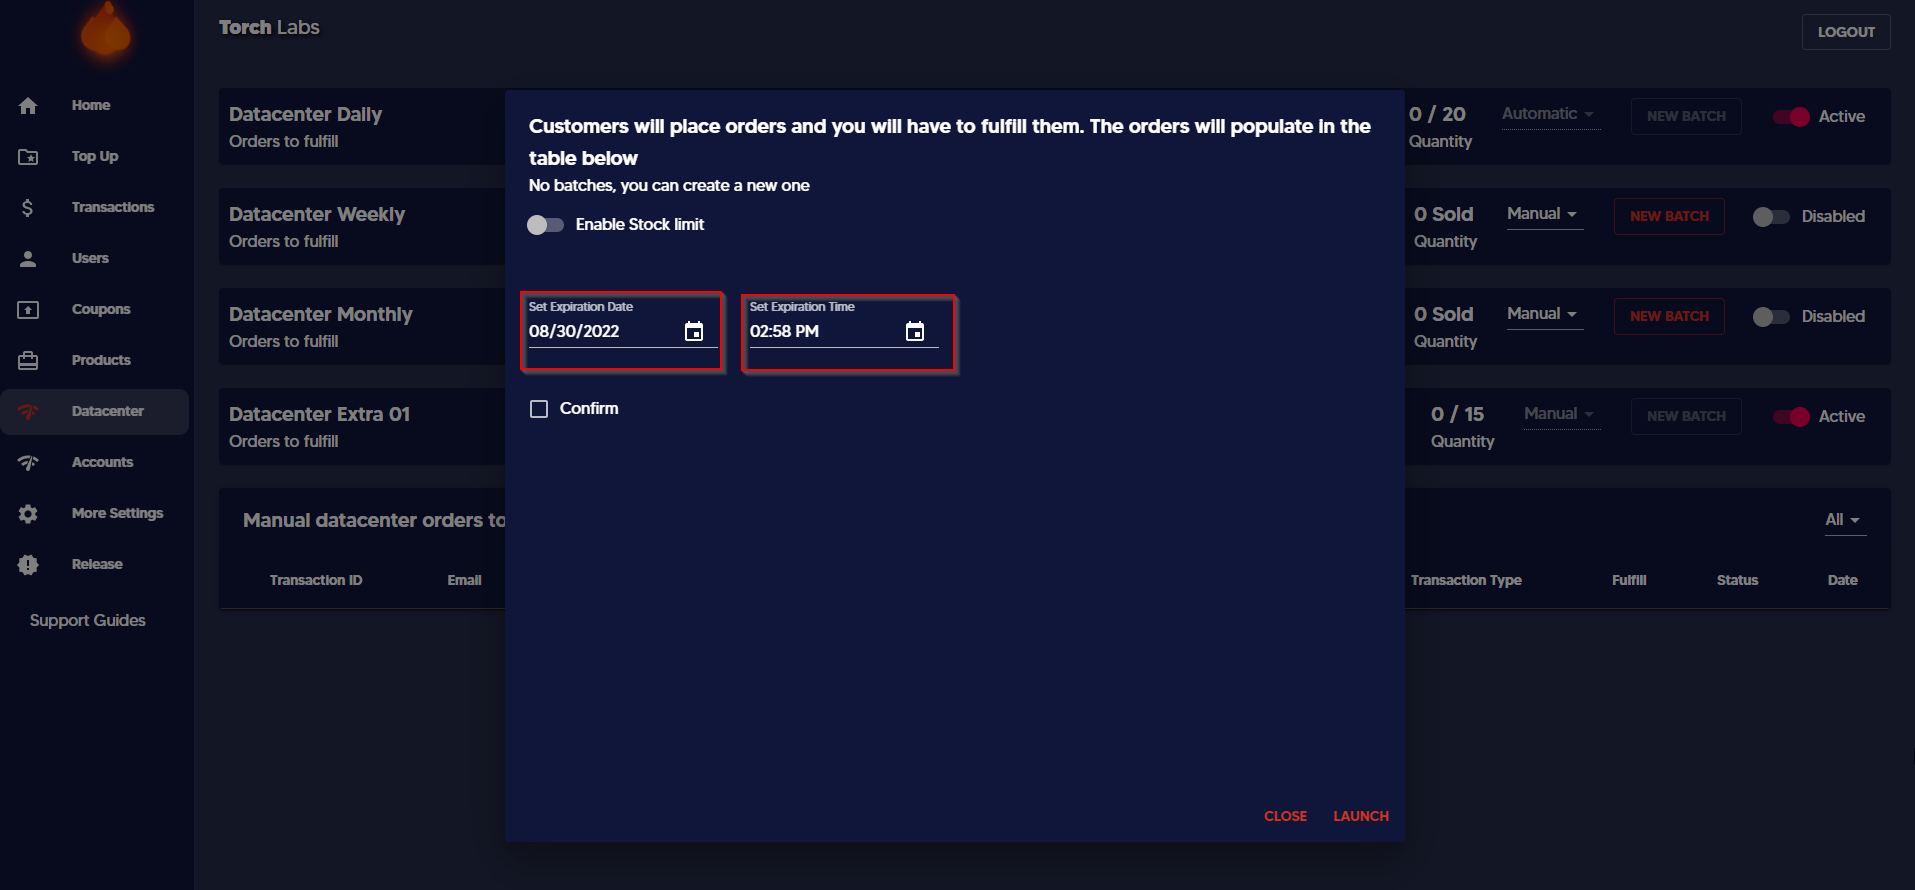 Torch Labs
LOGOUT
Home
Top Up
Transactions
Users
Coupons
Products
Datacenter
Accounts
More Settings
Release
Support Guides
Datacenter Daily
Orders to fulfill
0 / 20
Quantity
Automatic
NEW BATCH
Active
Datacenter Weekly
Orders to fulfill
0 Sold
Quantity
Manual
NEW BATCH
Disabled
Datacenter Monthly
Orders to fulfill
0 Sold
Quantity
Manual
NEW BATCH
Disabled
Datacenter Extra 01
Orders to fulfill
0 / 15
Quantity
Manual
NEW BATCH
Active
Manual datacenter orders to
All
Transaction ID
Email
Transaction Type
Fulfill
Status
Date
Customers will place orders and you will have to fulfill them. The orders will populate in the
table below
No batches, you can create a new one
Enable Stock limit
Set Expiration Date
08/30/2022
Set Expiration Time
02:58 PM
Confirm
CLOSE
LAUNCH